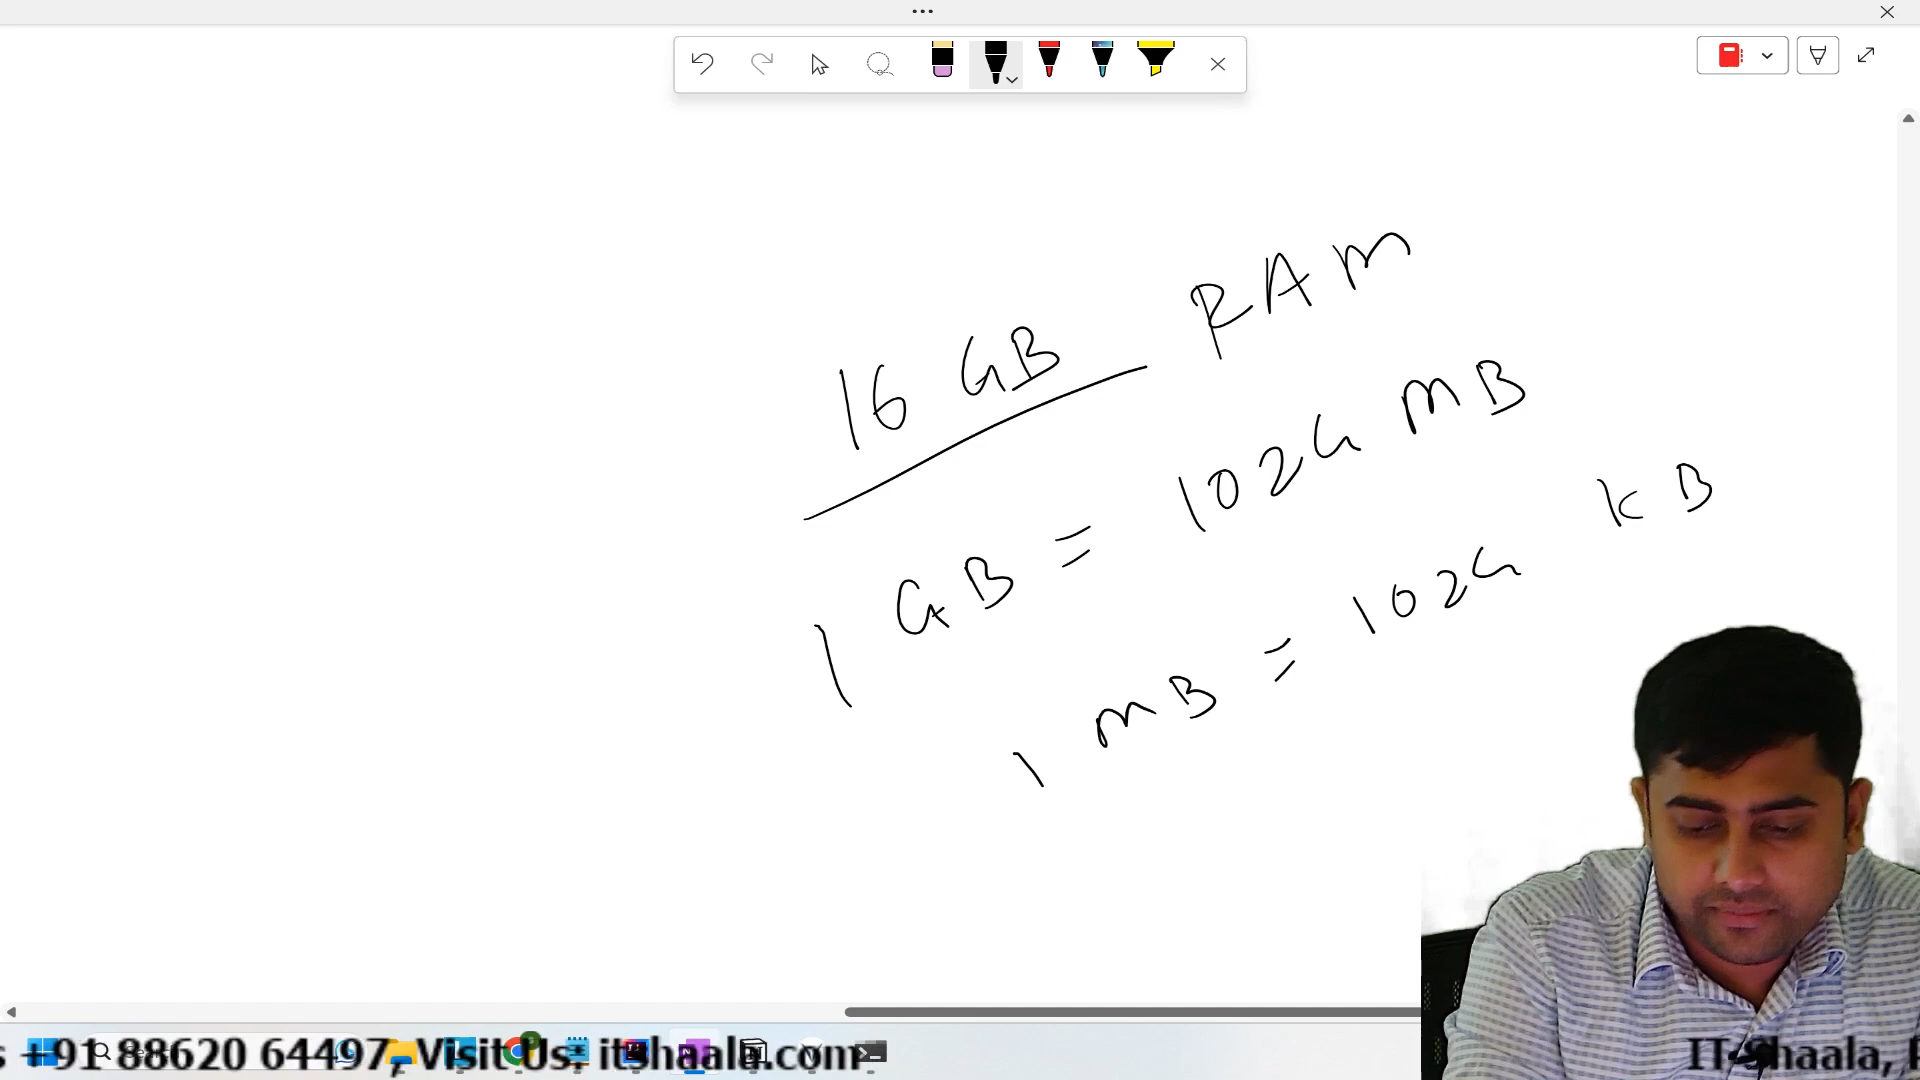 16 GB RAM
1 GB = 1024 MB
1 MB = 1024 KB
s +91 88620 64497, Visit Us: itshaala.com
IT Shaala,